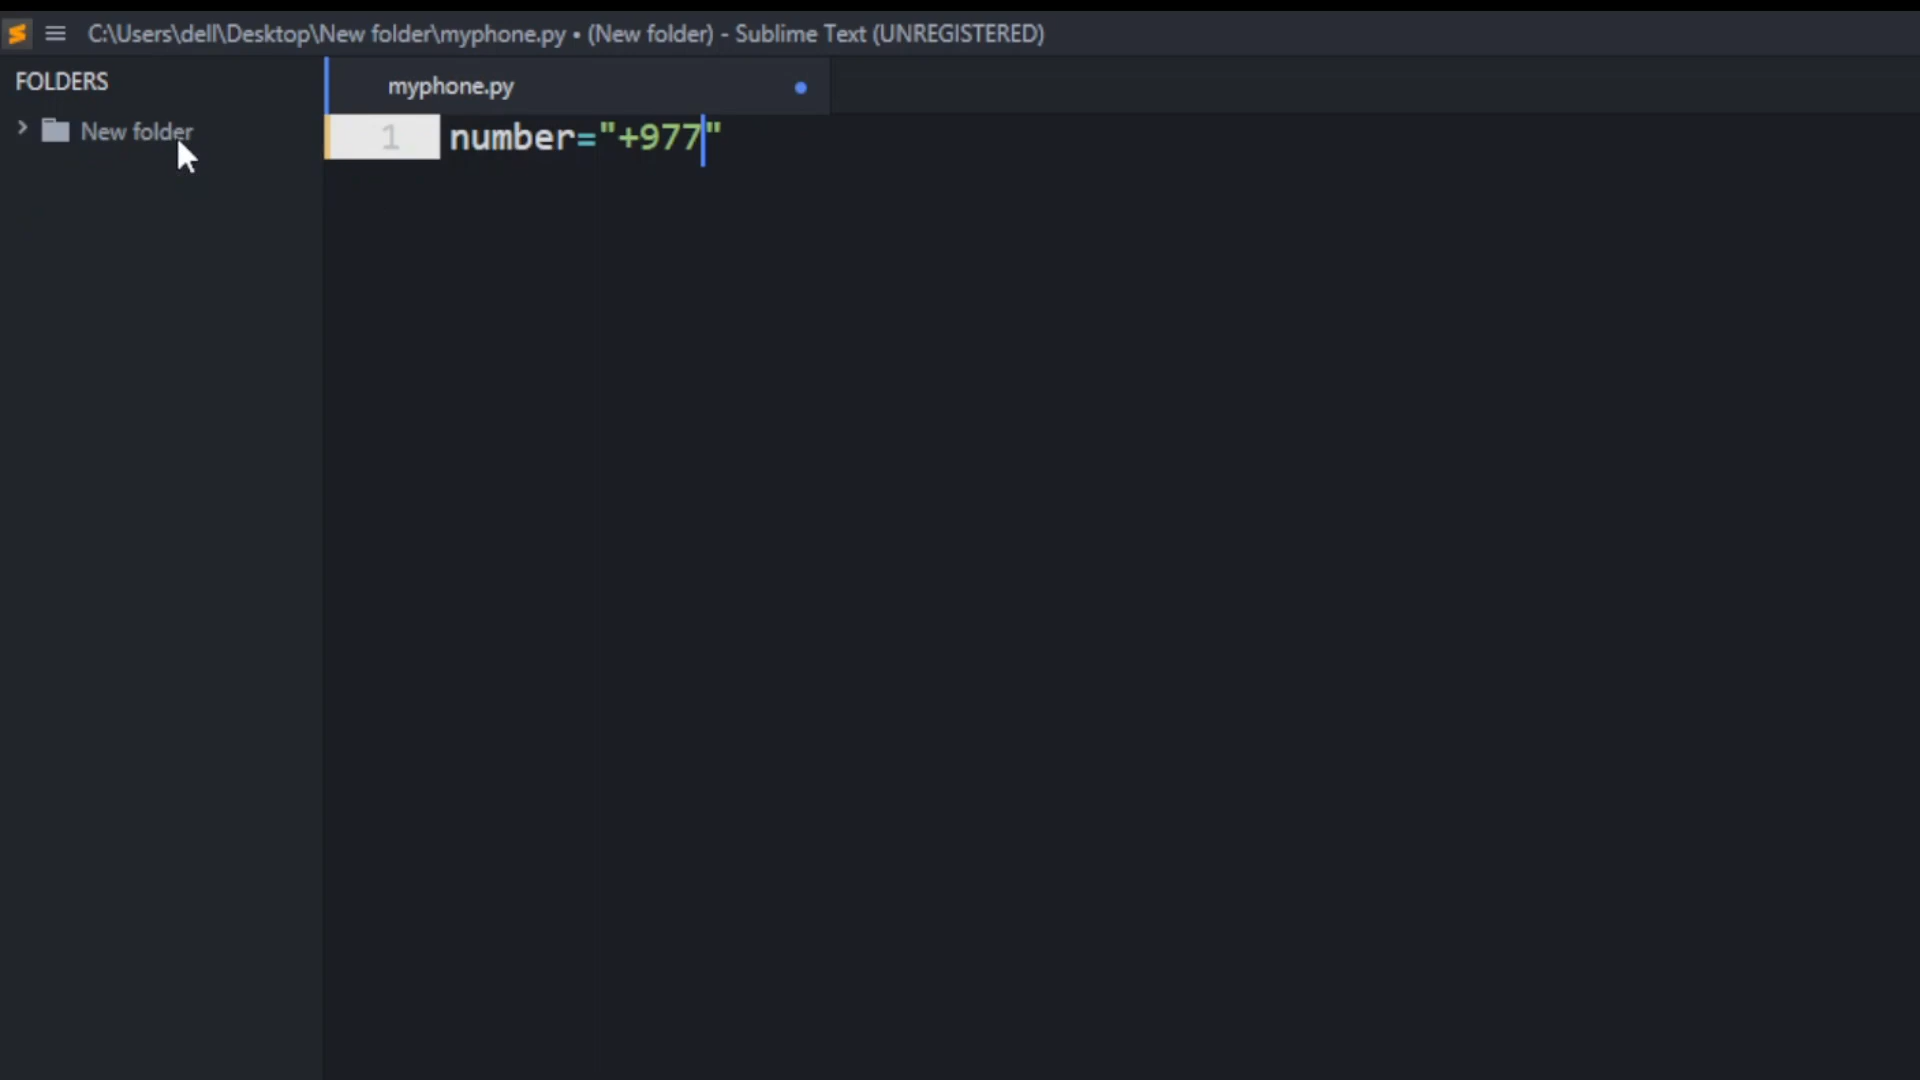 C:\Users\dell\Desktop\New folder\myphone.py • (New folder) - Sublime Text (UNREGISTERED)
FOLDERS
New folder
myphone.py
1 number="+977"